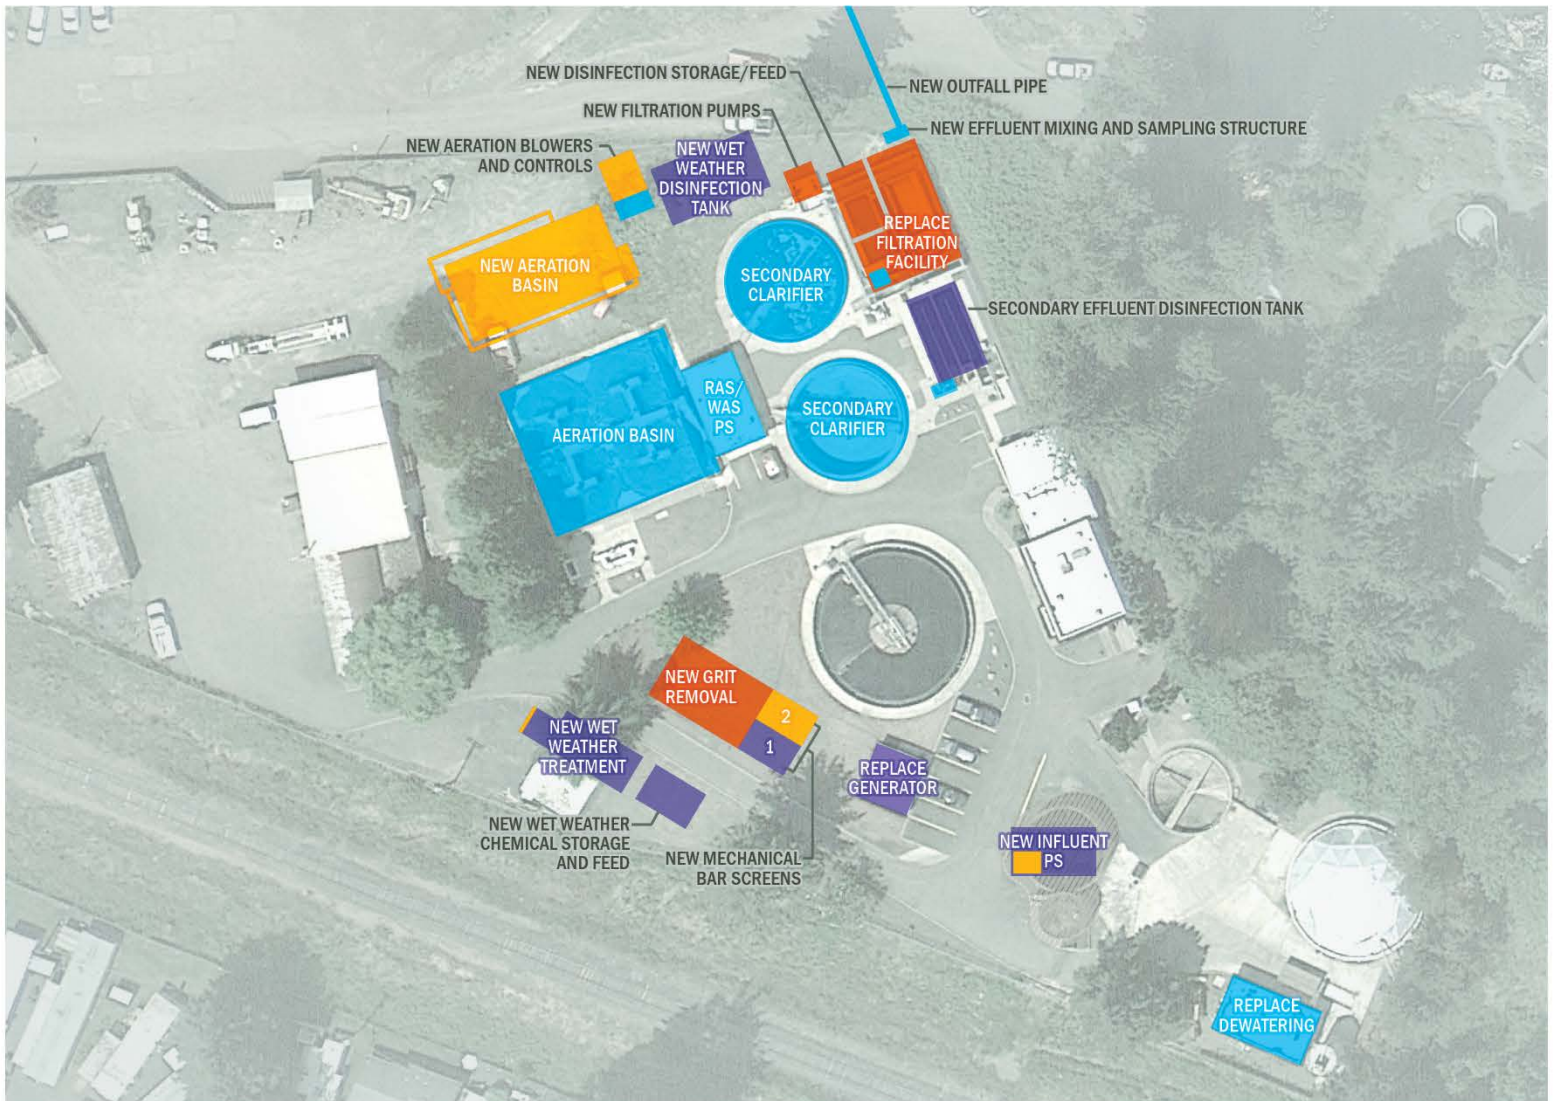 NEW DISINFECTION STORAGE/FEED
NEW OUTFALL PIPE
NEW FILTRATION PUMPS
NEW EFFLUENT MIXING AND SAMPLING STRUCTURE
NEW AERATION BLOWERS
AND CONTROLS
NEW WET
WEATHER
DISINFECTION
TANK
REPLACE
FILTRATION
FACILITY
NEW AERATION
BASIN
SECONDARY
CLARIFIER
SECONDARY EFFLUENT DISINFECTION TANK
RAS/
WAS
PS
AERATION BASIN
SECONDARY
CLARIFIER
NEW GRIT
REMOVAL
2
1
NEW WET
WEATHER
TREATMENT
REPLACE
GENERATOR
NEW WET WEATHER
CHEMICAL STORAGE
AND FEED
NEW MECHANICAL
BAR SCREENS
NEW INFLUENT
PS
REPLACE
DEWATERING